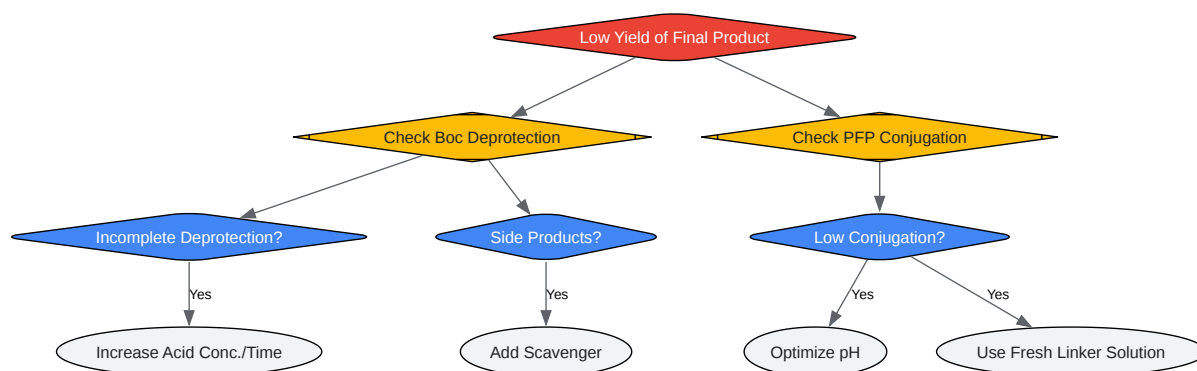 Low Yield of Final Product
Check Boc Deprotection
Check PFP Conjugation
Incomplete Deprotection?
Side Products?
Low Conjugation?
Yes
Yes
Yes
Yes
Increase Acid Conc./Time
Add Scavenger
Optimize pH
Use Fresh Linker Solution